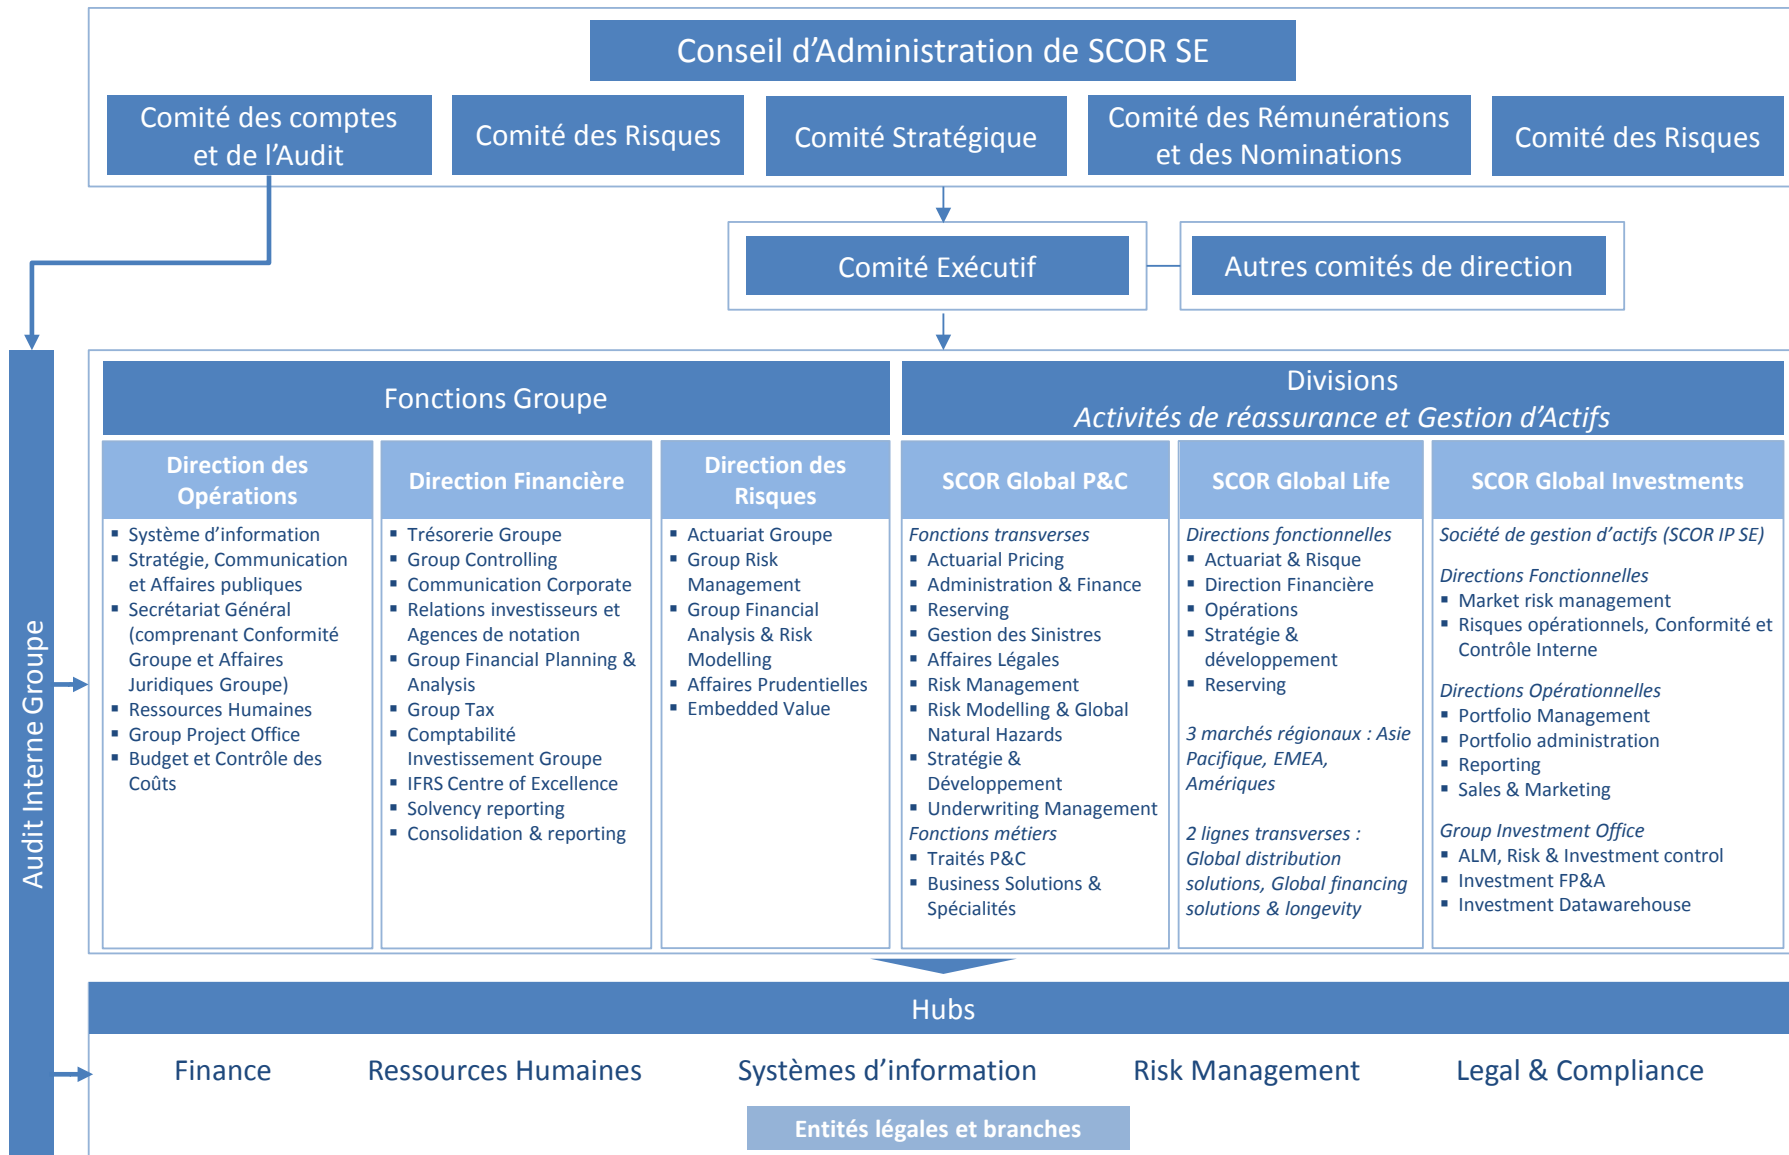 Conseil d'Administration de SCOR SE
Comité des comptes
et de l'Audit
Comité des Risques
Comité Stratégique
Comité des Rémunérations
et des Nominations
Comité des Risques
Comité Exécutif
Autres comités de direction
Audit Interne Groupe
Fonctions Groupe
Divisions
Activités de réassurance et Gestion d'Actifs
Direction des
Opérations
▪ Système d'information
▪ Stratégie, Communication
et Affaires publiques
▪ Secrétariat Général
(comprenant Conformité
Groupe et Affaires
Juridiques Groupe)
▪ Ressources Humaines
▪ Group Project Office
▪ Budget et Contrôle des
Coûts
Direction Financière
▪ Trésorerie Groupe
▪ Group Controlling
▪ Communication Corporate
▪ Relations investisseurs et
Agences de notation
▪ Group Financial Planning &
Analysis
▪ Group Tax
▪ Comptabilité
Investissement Groupe
▪ IFRS Centre of Excellence
▪ Solvency reporting
▪ Consolidation & reporting
Direction des
Risques
▪ Actuariat Groupe
▪ Group Risk
Management
▪ Group Financial
Analysis & Risk
Modelling
▪ Affaires Prudentielles
▪ Embedded Value
SCOR Global P&C
Fonctions transverses
▪ Actuarial Pricing
▪ Administration & Finance
▪ Reserving
▪ Gestion des Sinistres
▪ Affaires Légales
▪ Risk Management
▪ Risk Modelling & Global
Natural Hazards
▪ Stratégie &
Développement
▪ Underwriting Management
Fonctions métiers
▪ Traités P&C
▪ Business Solutions &
Spécialités
SCOR Global Life
Directions fonctionnelles
▪ Actuariat & Risque
▪ Direction Financière
▪ Opérations
▪ Stratégie &
développement
▪ Reserving
3 marchés régionaux : Asie
Pacifique, EMEA,
Amériques
2 lignes transverses :
Global distribution
solutions, Global financing
solutions & longevity
SCOR Global Investments
Société de gestion d'actifs (SCOR IP SE)
Directions Fonctionnelles
▪ Market risk management
▪ Risques opérationnels, Conformité et
Contrôle Interne
Directions Opérationnelles
▪ Portfolio Management
▪ Portfolio administration
▪ Reporting
▪ Sales & Marketing
Group Investment Office
▪ ALM, Risk & Investment control
▪ Investment FP&A
▪ Investment Datawarehouse
Hubs
Finance
Ressources Humaines
Systèmes d'information
Risk Management
Legal & Compliance
Entités légales et branches